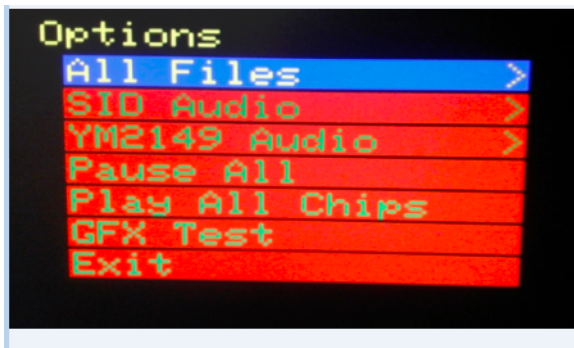 Options
All Files >
SID Audio >
YM2149 Audio >
Pause All
Play All Chips
GFX Test
Exit